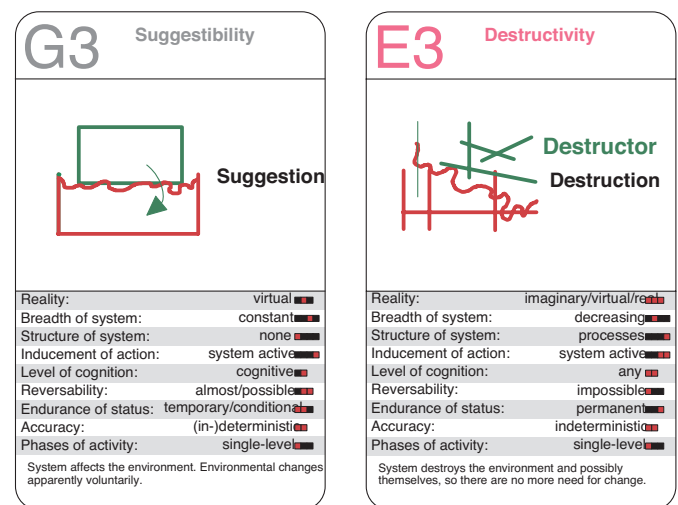 G3 Suggestibility
Suggestion
Reality: virtual
Breadth of system: constant
Structure of system: none
Inducement of action: system active
Level of cognition: cognitive
Reversability: almost/possible
Endurance of status: temporary/conditional
Accuracy: (in-)deterministic
Phases of activity: single-level
System affects the environment. Environmental changes
apparently voluntarily.
E3 Destructivity
Destructor
Destruction
Reality: imaginary/virtual/real
Breadth of system: decreasing
Structure of system: processes
Inducement of action: system active
Level of cognition: any
Reversability: impossible
Endurance of status: permanent
Accuracy: indeterministic
Phases of activity: single-level
System destroys the environment and possibly
themselves, so there are no more need for change.